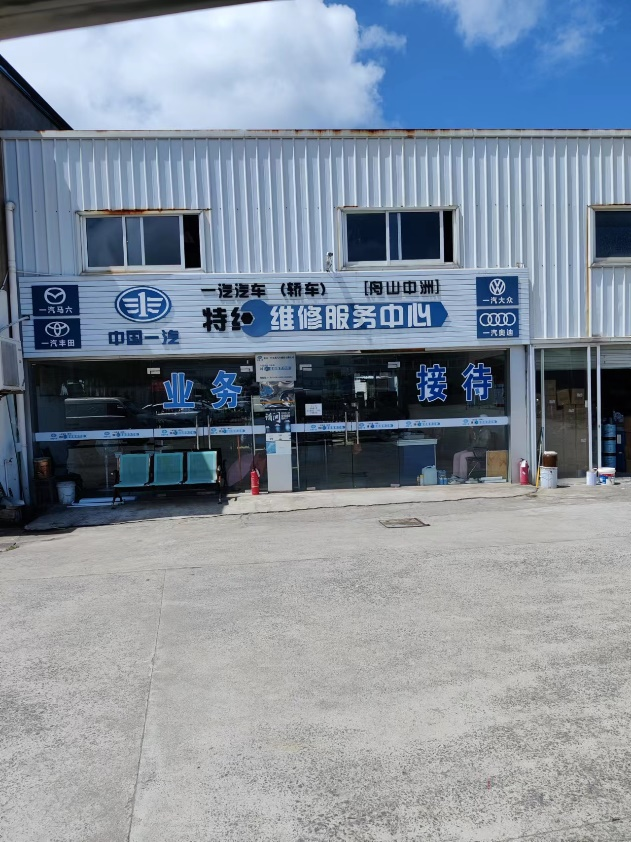 一汽马六
一汽丰田
中国一汽
一汽汽车（轿车） [舟山中洲]
特约 维修服务中心
一汽大众
一汽奥迪
业务
接待